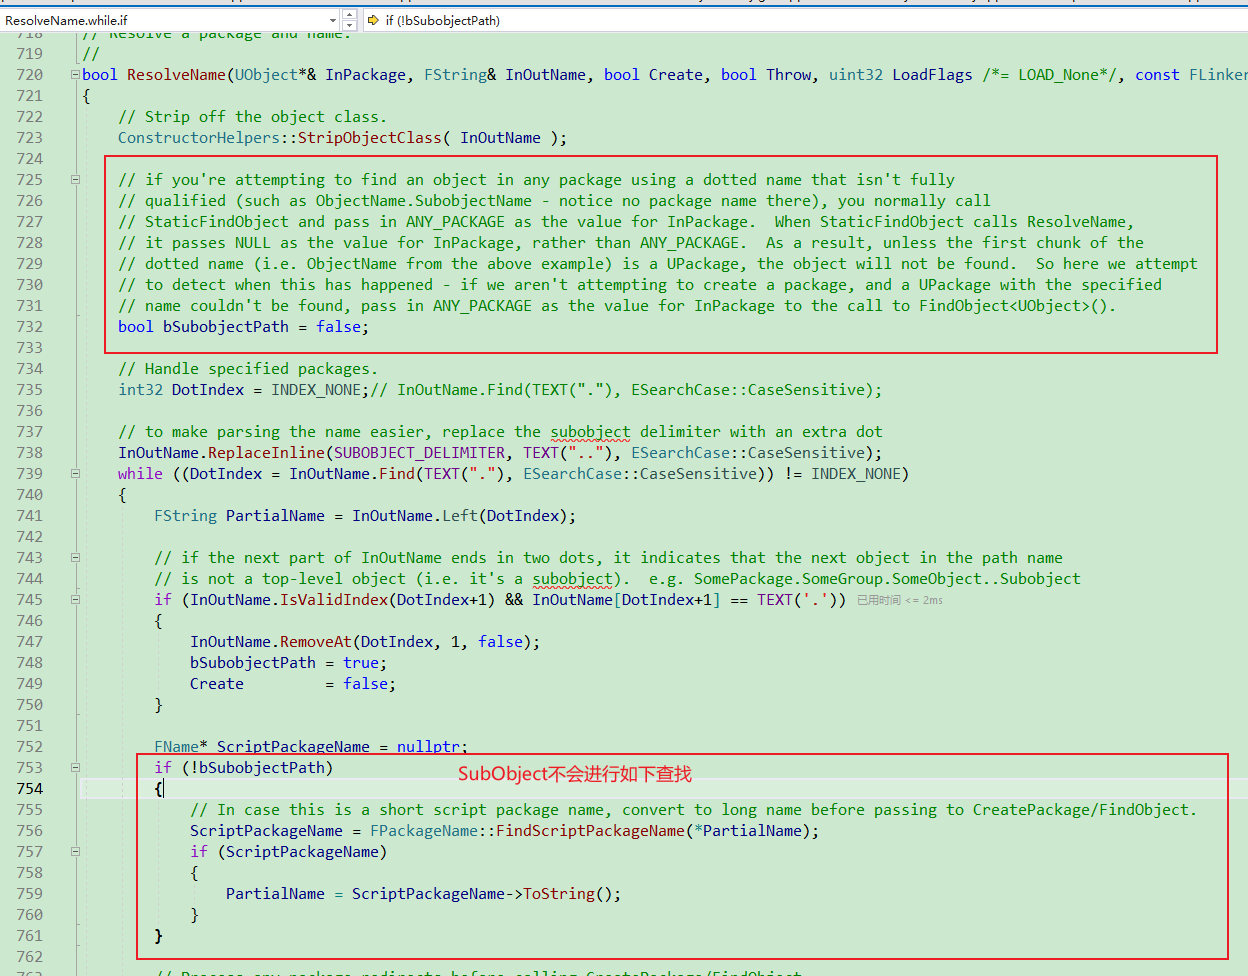 ResolveName.while.if
if (!bSubobjectPath)
718 // Resolve a package and name.
719 //
720 bool ResolveName(UObject*& InPackage, FString& InOutName, bool Create, bool Throw, uint32 LoadFlags /*= LOAD_None*/, const FLinker
721 {
722 // Strip off the object class.
723 ConstructorHelpers::StripObjectClass( InOutName );
724
725 // if you're attempting to find an object in any package using a dotted name that isn't fully
726 // qualified (such as ObjectName.SubobjectName - notice no package name there), you normally call
727 // StaticFindObject and pass in ANY_PACKAGE as the value for InPackage.  When StaticFindObject calls ResolveName,
728 // it passes NULL as the value for InPackage, rather than ANY_PACKAGE.  As a result, unless the first chunk of the
729 // dotted name (i.e. ObjectName from the above example) is a UPackage, the object will not be found.  So here we attempt
730 // to detect when this has happened - if we aren't attempting to create a package, and a UPackage with the specified
731 // name couldn't be found, pass in ANY_PACKAGE as the value for InPackage to the call to FindObject<UObject>().
732 bool bSubobjectPath = false;
733
734 // Handle specified packages.
735 int32 DotIndex = INDEX_NONE;// InOutName.Find(TEXT("."), ESearchCase::CaseSensitive);
736
737 // to make parsing the name easier, replace the subobject delimiter with an extra dot
738 InOutName.ReplaceInline(SUBOBJECT_DELIMITER, TEXT(".."), ESearchCase::CaseSensitive);
739 while ((DotIndex = InOutName.Find(TEXT("."), ESearchCase::CaseSensitive)) != INDEX_NONE)
740 {
741 FString PartialName = InOutName.Left(DotIndex);
742
743 // if the next part of InOutName ends in two dots, it indicates that the next object in the path name
744 // is not a top-level object (i.e. it's a subobject).  e.g. SomePackage.SomeGroup.SomeObject..Subobject
745 if (InOutName.IsValidIndex(DotIndex+1) && InOutName[DotIndex+1] == TEXT('.')) 已用时间 <= 2ms
746 {
747 InOutName.RemoveAt(DotIndex, 1, false);
748 bSubobjectPath = true;
749 Create = false;
750 }
751
752 FName* ScriptPackageName = nullptr;
753 if (!bSubobjectPath) SubObject不会进行如下查找
754 {
755 // In case this is a short script package name, convert to long name before passing to CreatePackage/FindObject.
756 ScriptPackageName = FPackageName::FindScriptPackageName(*PartialName);
757 if (ScriptPackageName)
758 {
759 PartialName = ScriptPackageName->ToString();
760 }
761 }
762
763 // Process any package redirects before calling CreatePackage/FindObject